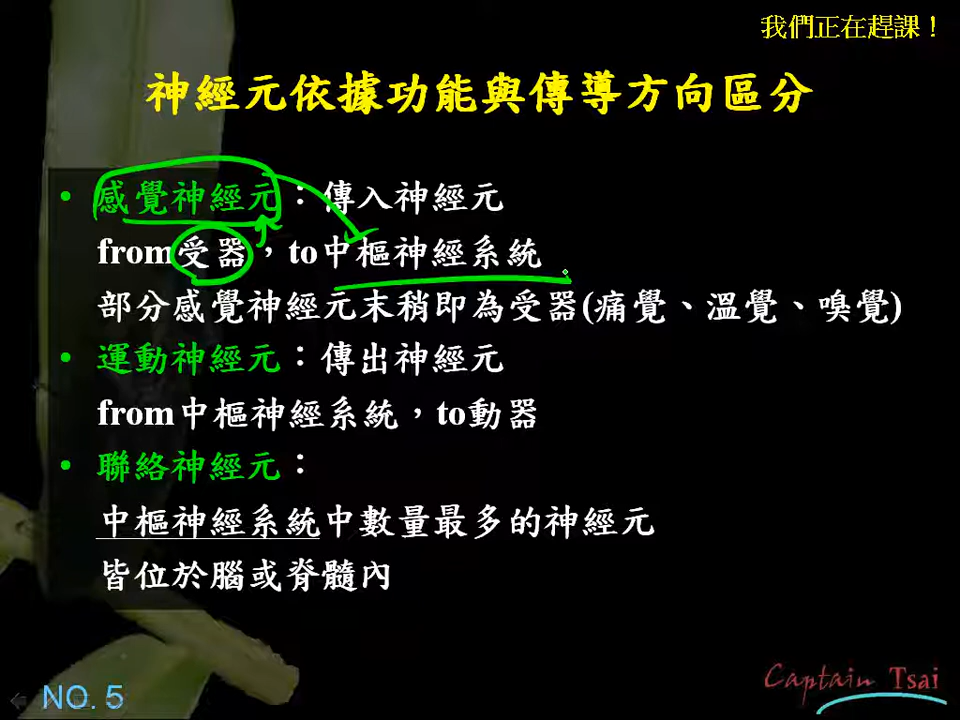 我們正在趕課！
神經元依據功能與傳導方向區分
• 感覺神經元：傳入神經元
from受器，to中樞神經系統
部分感覺神經元末稍即為受器(痛覺、溫覺、嗅覺)
• 運動神經元：傳出神經元
from中樞神經系統，to動器
• 聯絡神經元：
中樞神經系統中數量最多的神經元
皆位於腦或脊髓內
NO. 5
Captain Tsai